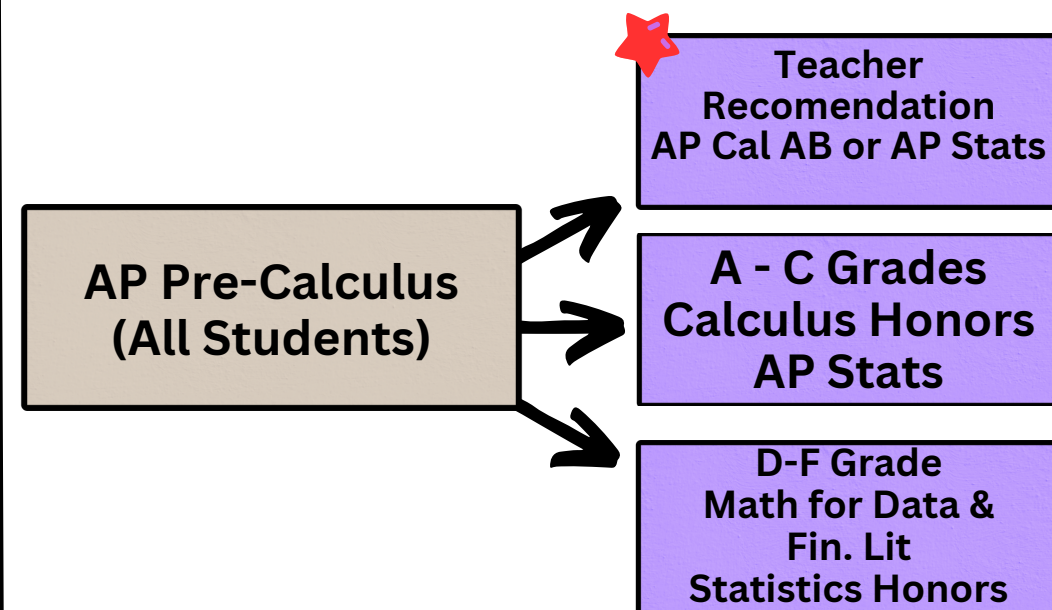 AP Pre-Calculus
(All Students)
Teacher
Recomendation
AP Cal AB or AP Stats
A - C Grades
Calculus Honors
AP Stats
D-F Grade
Math for Data &
Fin. Lit
Statistics Honors